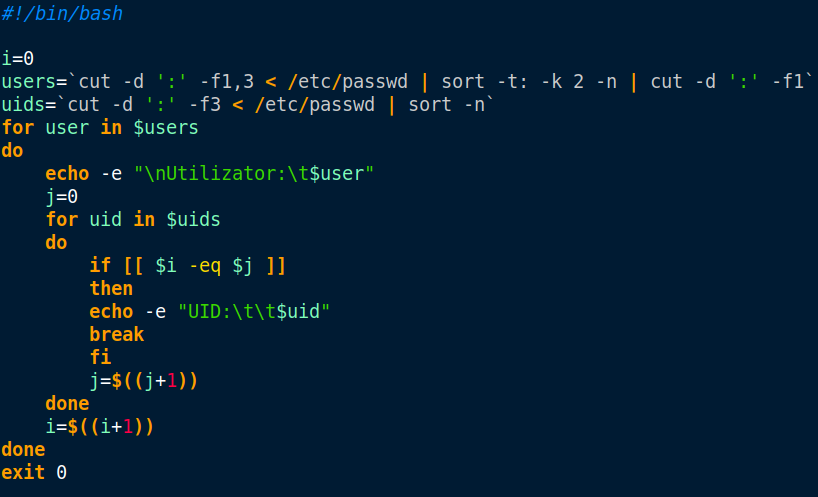 #!/bin/bash

i=0
users=`cut -d ':' -f1,3 < /etc/passwd | sort -t: -k 2 -n | cut -d ':' -f1`
uids=`cut -d ':' -f3 < /etc/passwd | sort -n`
for user in $users
do
    echo -e "\nUtilizator:\t$user"
    j=0
    for uid in $uids
    do
        if [[ $i -eq $j ]]
        then
        echo -e "UID:\t\t$uid"
        break
        fi
        j=$((j+1))
    done
    i=$((i+1))
done
exit 0